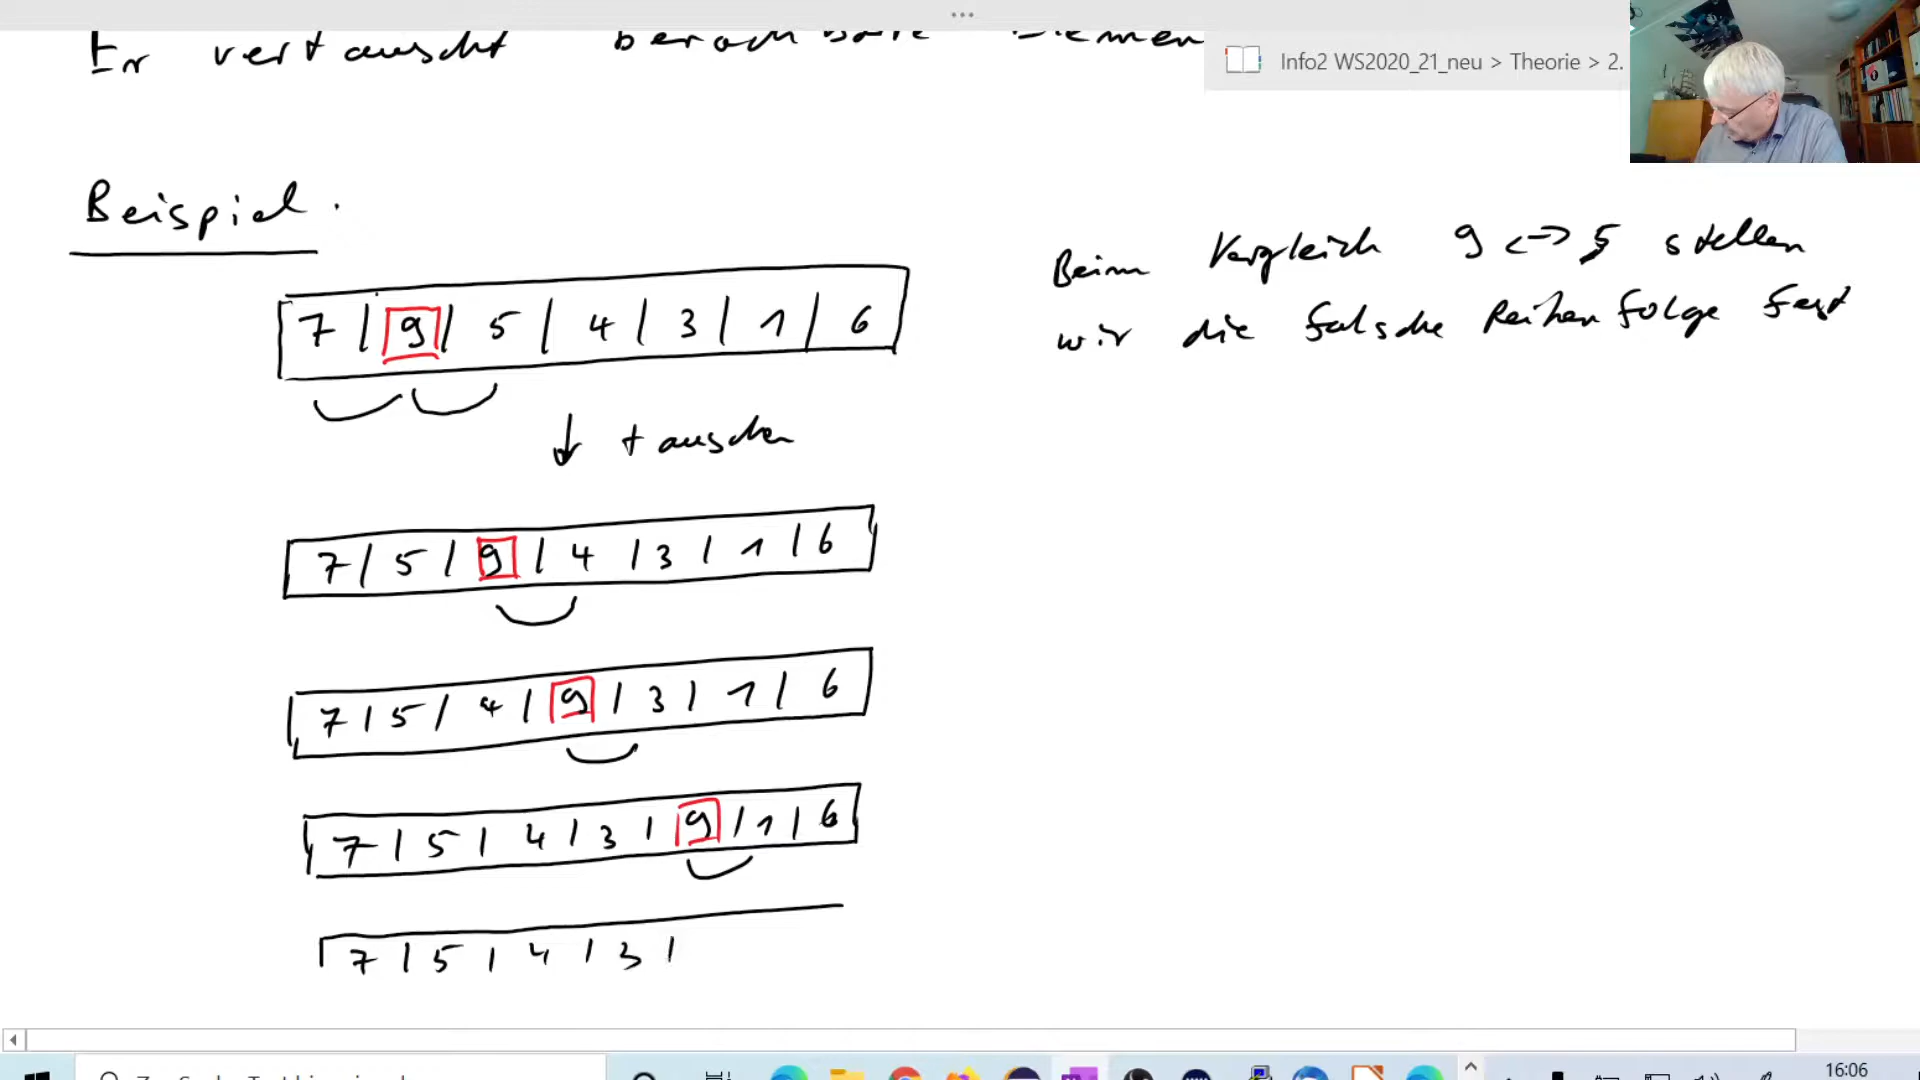 Er vertauscht
Info2 WS2020_21_neu > Theorie > 2.
Beispiel.
Beim Vergleich 9 <-> 5 stellen
wir die falsche Reihenfolge fest
7 | 9 | 5 | 4 | 3 | 1 | 6
↓ tauschen
7 | 5 | 9 | 4 | 3 | 1 | 6
7 | 5 | 4 | 9 | 3 | 1 | 6
7 | 5 | 4 | 3 | 9 | 1 | 6
7 | 5 | 4 | 3 |
16:06